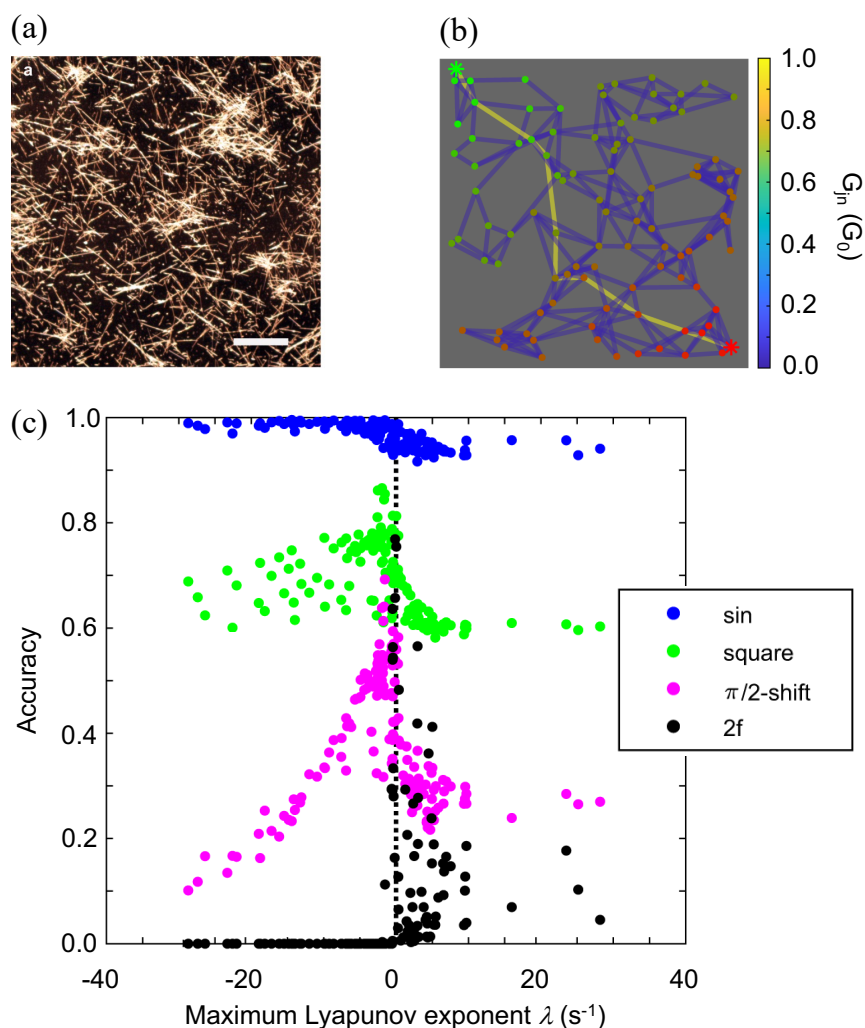 (a)
a
(b)
1.0
0.8
0.6
0.4
0.2
0.0
G_jn (G_0)
(c)
1.0
0.8
0.6
0.4
0.2
0.0
Accuracy
-40
-20
0
20
40
Maximum Lyapunov exponent λ (s⁻¹)
sin
square
π/2-shift
2f